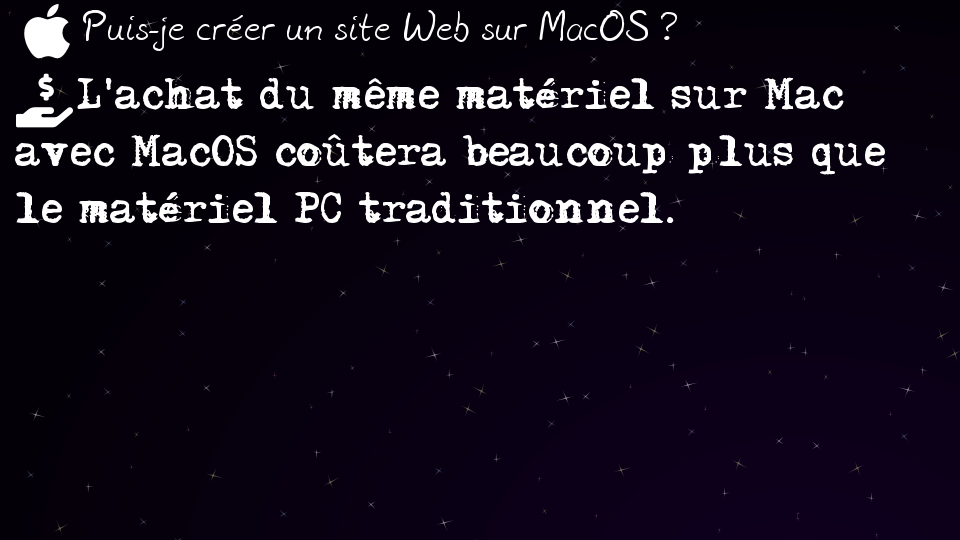 Puis-je créer un site Web sur MacOS ?
L'achat du même matériel sur Mac
avec MacOS coûtera beaucoup plus que
le matériel PC traditionnel.